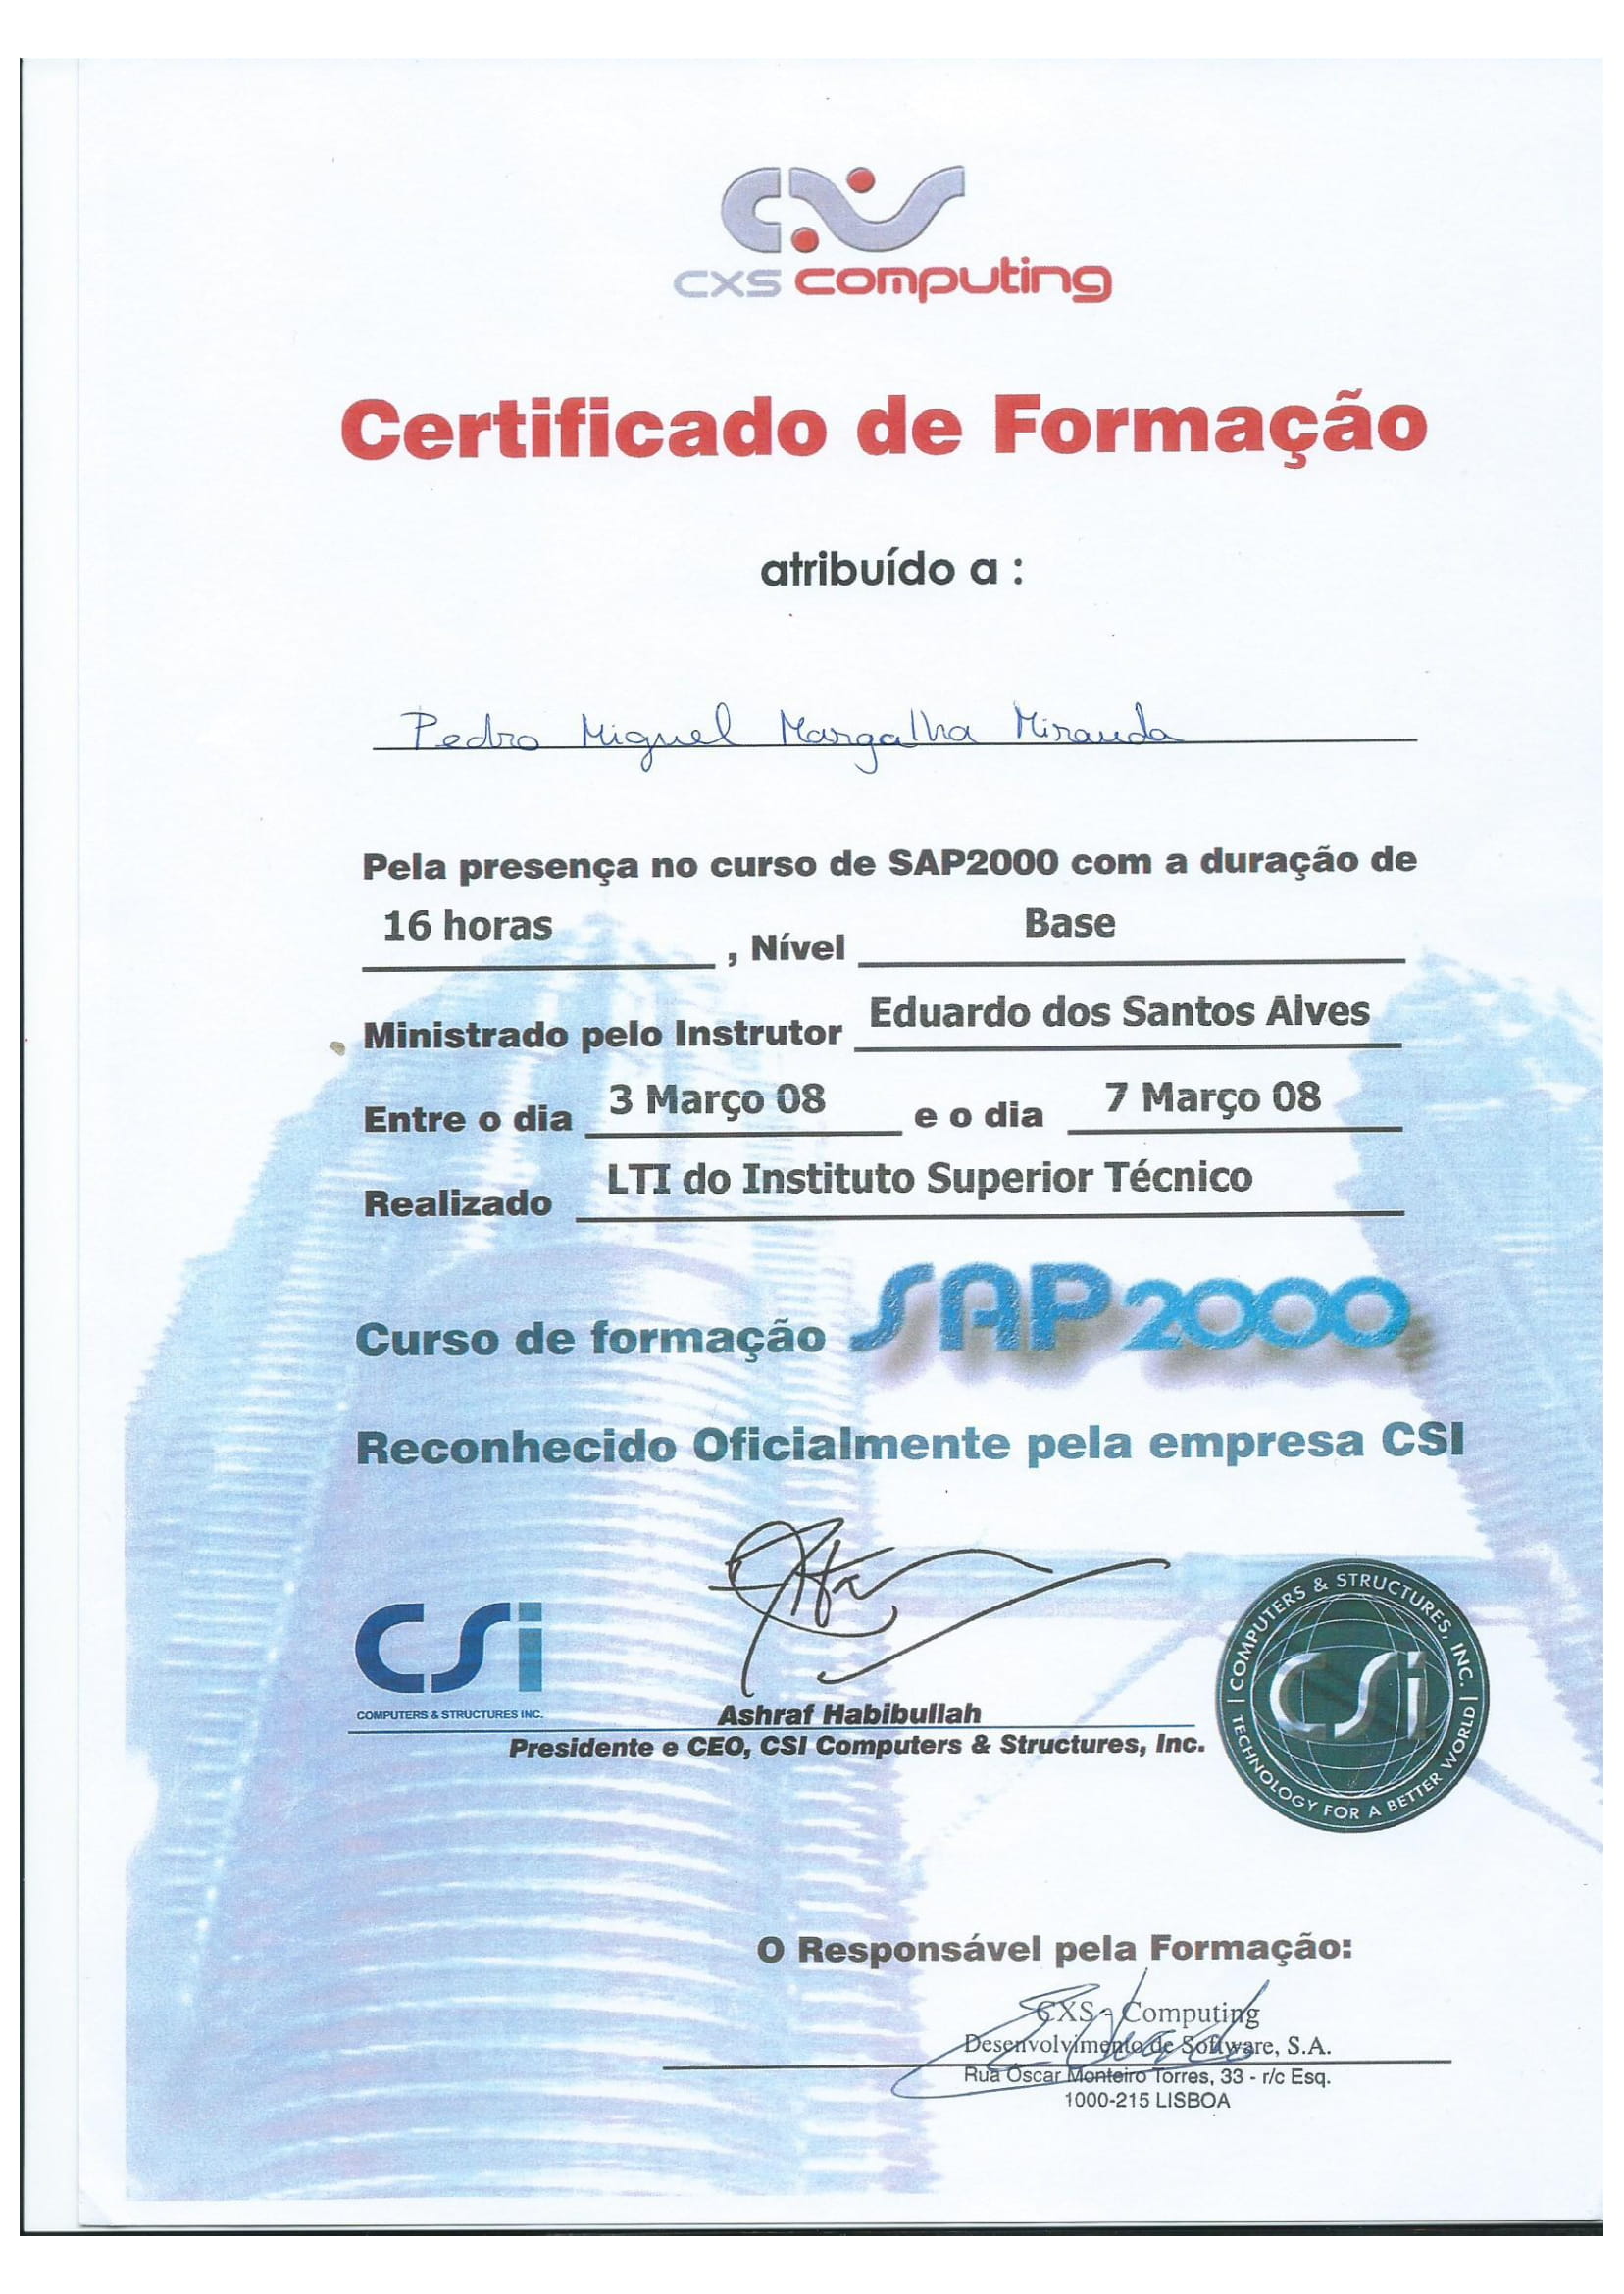 cxs computing
Certificado de Formação
atribuído a :
Pedro Miguel Margalha Miranda
Pela presença no curso de SAP2000 com a duração de
16 horas, Nível Base
Ministrado pelo Instrutor Eduardo dos Santos Alves
Entre o dia 3 Março 08 e o dia 7 Março 08
Realizado LTI do Instituto Superior Técnico
Curso de formação SAP2000
Reconhecido Oficialmente pela empresa CSI
CSi
COMPUTERS & STRUCTURES INC.
Ashraf Habibullah
Presidente e CEO, CSI Computers & Structures, Inc.
COMPUTERS & STRUCTURES, INC. |
CSi
| TECHNOLOGY FOR A BETTER WORLD
O Responsável pela Formação:
CXS - Computing
Desenvolvimento de Software, S.A.
Rua Óscar Monteiro Torres, 33 - r/c Esq.
1000-215 LISBOA